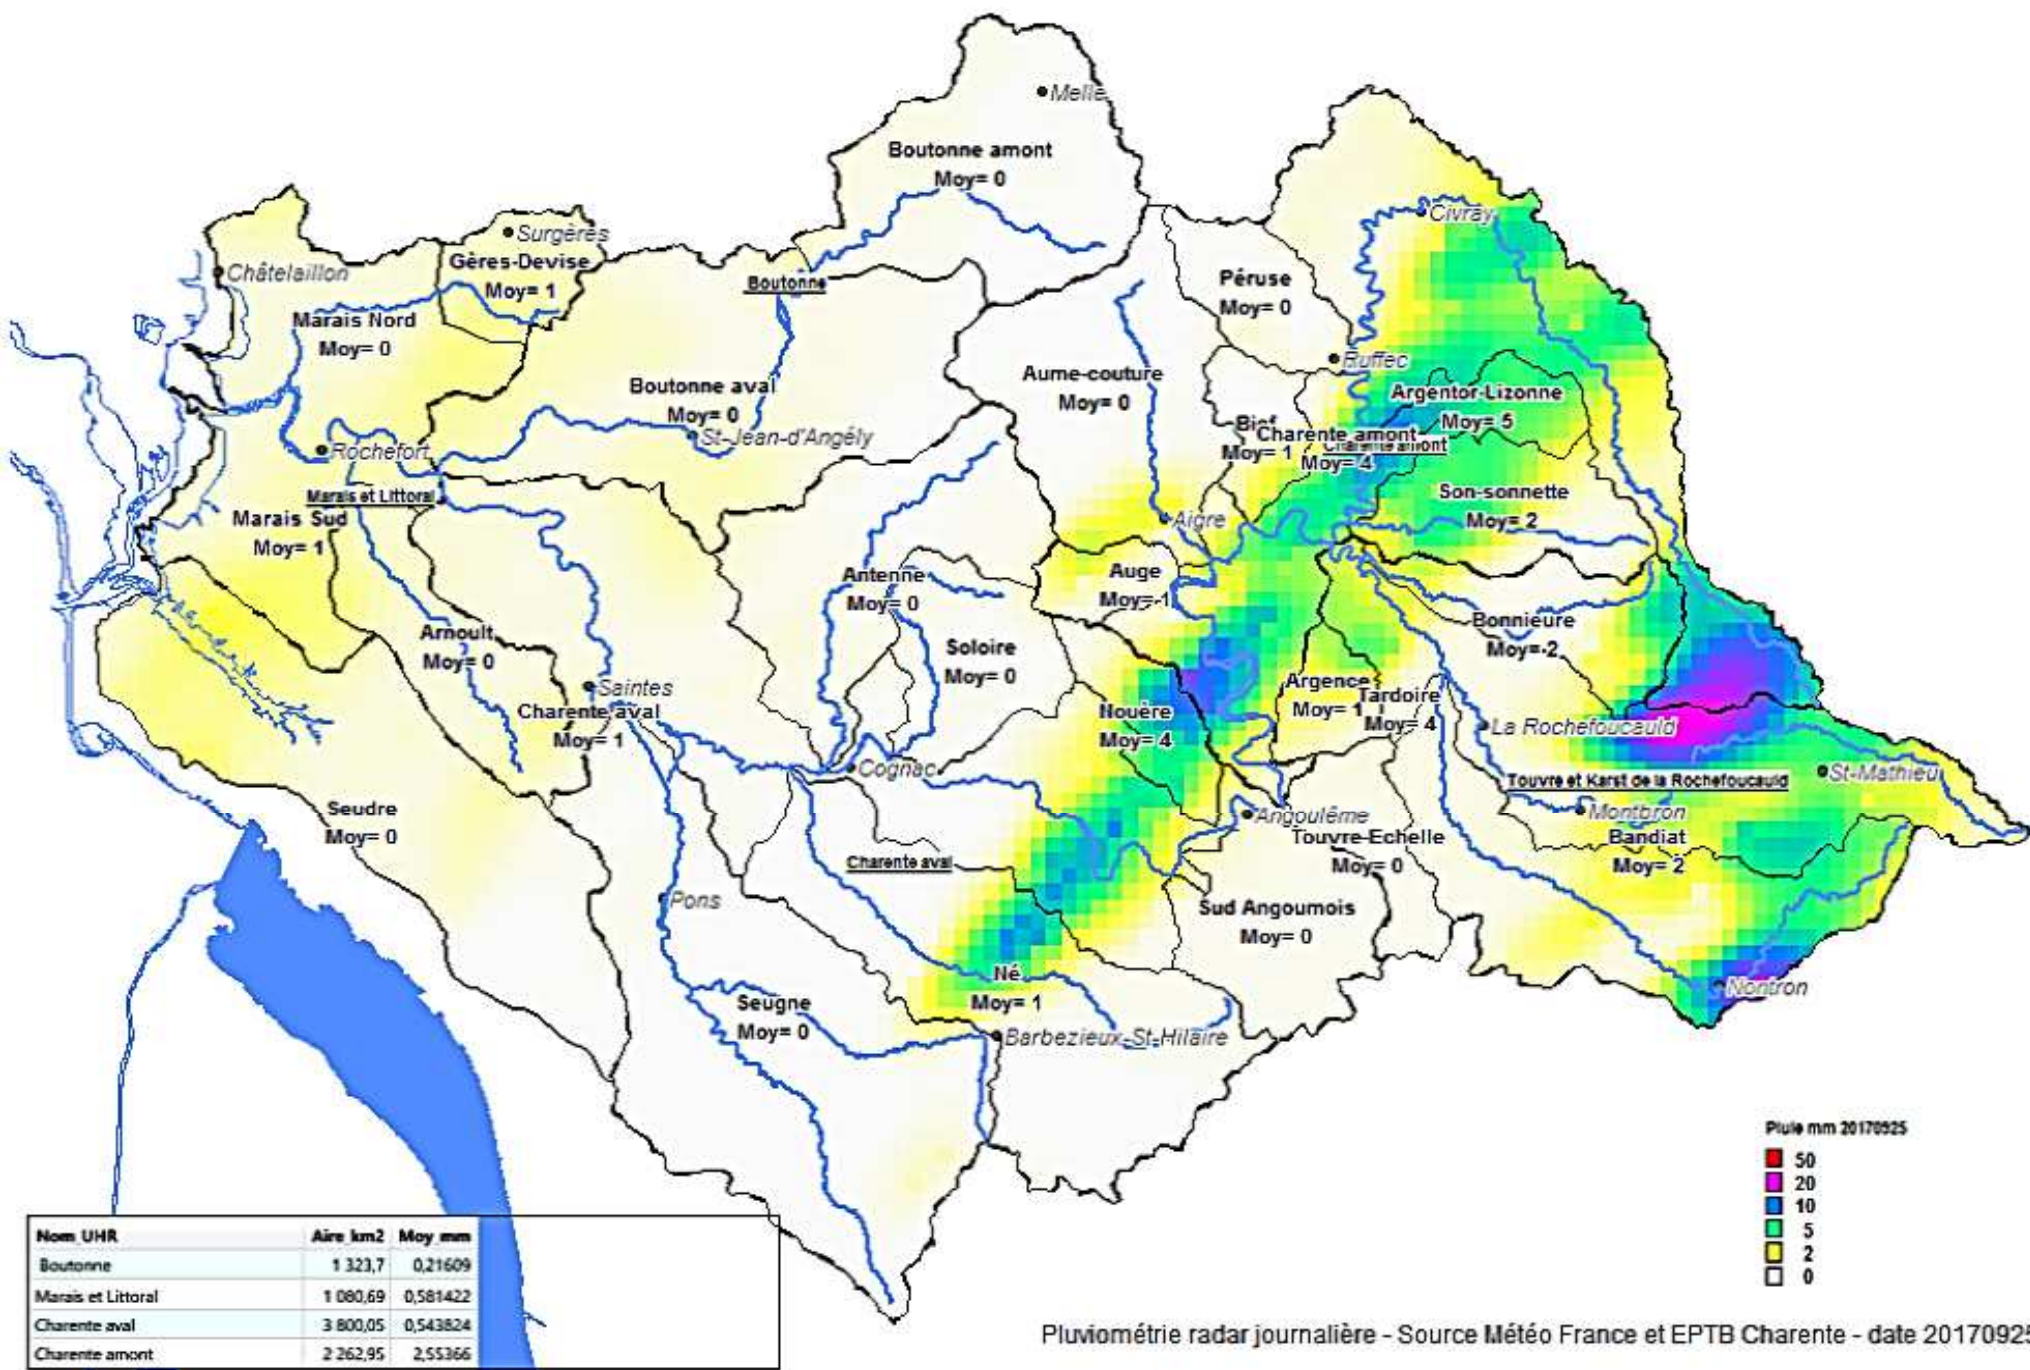 Melle
Boutonne amont
Moy= 0
Surgères
Civray
Châtelaillon
Gères-Devise
Moy= 1
Boutonne
Péruse
Moy= 0
Marais Nord
Moy= 0
Ruffec
Boutonne aval
Moy= 0
Aume-couture
Moy= 0
Argentor-Lizonne
Moy= 5
St-Jean-d'Angély
Bief
Moy= 1
Charente amont
Charente amont
Moy= 4
Rochefort
Marais et Littoral
Son-sonnette
Moy= 2
Marais Sud
Moy= 1
Aigre
Antenne
Moy= 0
Auge
Moy=-1
Bonnieure
Moy=-2
Arnoult
Moy= 0
Soloire
Moy= 0
Saintes
Argence
Moy= 1
Tardoire
Moy= 4
Charente aval
Moy= 1
Nouère
Moy= 4
La Rochefoucauld
Cognac
Touvre et Karst de la Rochefoucauld
St-Mathieu
Seudre
Moy= 0
Angoulême
Montbron
Touvre-Echelle
Moy= 0
Bandiat
Moy= 2
Charente aval
Pons
Sud Angoumois
Moy= 0
Né
Moy= 1
Nontron
Seugne
Moy= 0
Barbezieux-St-Hilaire
Pluie mm 20170925
50
20
10
5
2
0
Nom_UHR Aire_km2 Moy_mm
Boutonne 1 323,7 0,21609
Marais et Littoral 1 080,69 0,581422
Charente aval 3 800,05 0,543824
Charente amont 2 262,95 2,55366
Pluviométrie radar journalière - Source Météo France et EPTB Charente - date 20170925